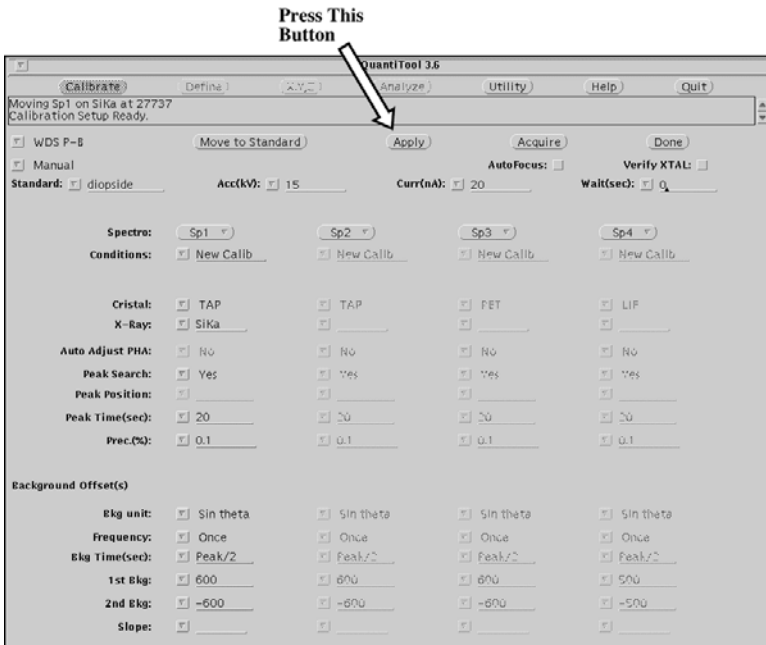 Press This
Button
QuantiTool 3.6
Calibrate Define X,Y,Z Analyze Utility Help Quit
Moving Sp1 on SiKa at 27737
Calibration Setup Ready.
WDS P-B Move to Standard Apply Acquire Done
Manual AutoFocus: Verify XTAL:
Standard: diopside Acc(kV): 15 Curr(nA): 20 Wait(sec): 0
Spectro: Sp1 Sp2 Sp3 Sp4
Conditions: New Calib New Calib New Calib New Calib
Cristal: TAP TAP PET LIF
X-Ray: SiKa
Auto Adjust PHA: No No No No
Peak Search: Yes Yes Yes Yes
Peak Position:
Peak Time(sec): 20 20 20 20
Prec.(%): 0.1 0.1 0.1 0.1
Background Offset(s)
Bkg unit: Sin theta Sin theta Sin theta Sin theta
Frequency: Once Once Once Once
Bkg Time(sec): Peak/2 Peak/2 Peak/2 Peak/2
1st Bkg: 600 600 600 500
2nd Bkg: -600 -600 -600 -500
Slope: